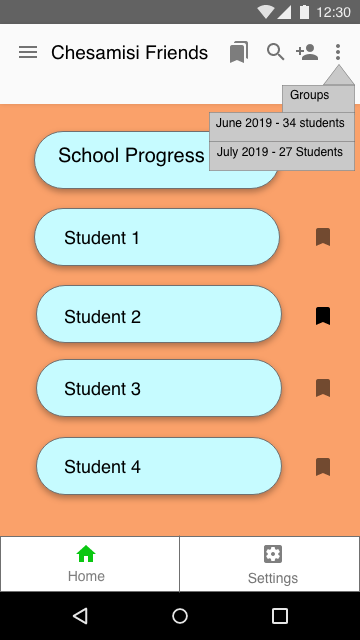 12:30
Chesamisi Friends
Groups
June 2019 - 34 students
July 2019 - 27 Students
School Progress
Student 1
Student 2
Student 3
Student 4
Home
Settings